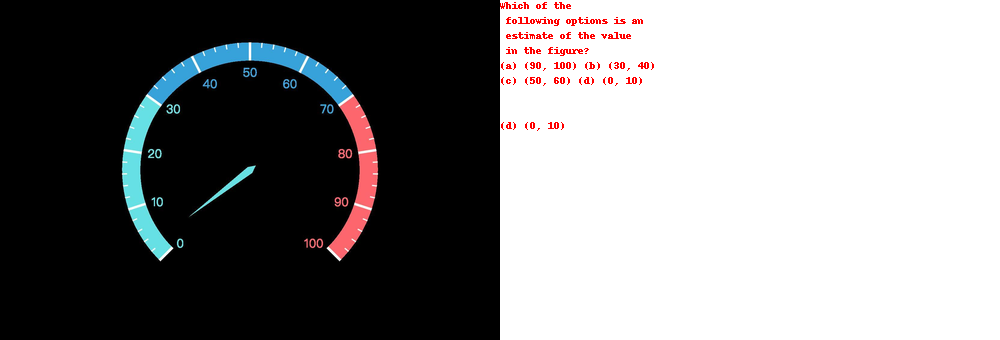 50
40
60
30
70
20
80
10
90
0
100
Which of the
following options is an
estimate of the value
in the figure?
(a) (90, 100) (b) (30, 40)
(c) (50, 60) (d) (0, 10)
(d) (0, 10)